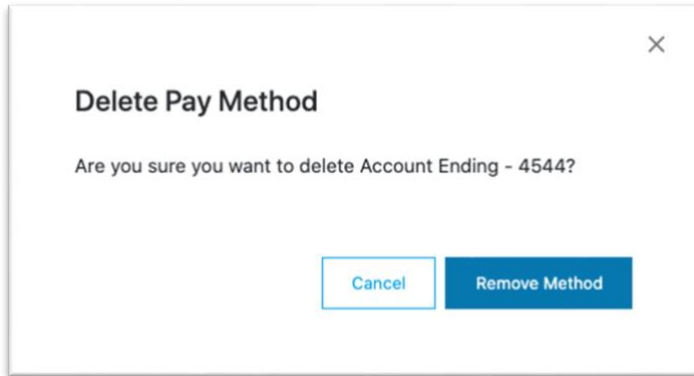 Delete Pay Method
Are you sure you want to delete Account Ending - 4544?
Cancel
Remove Method